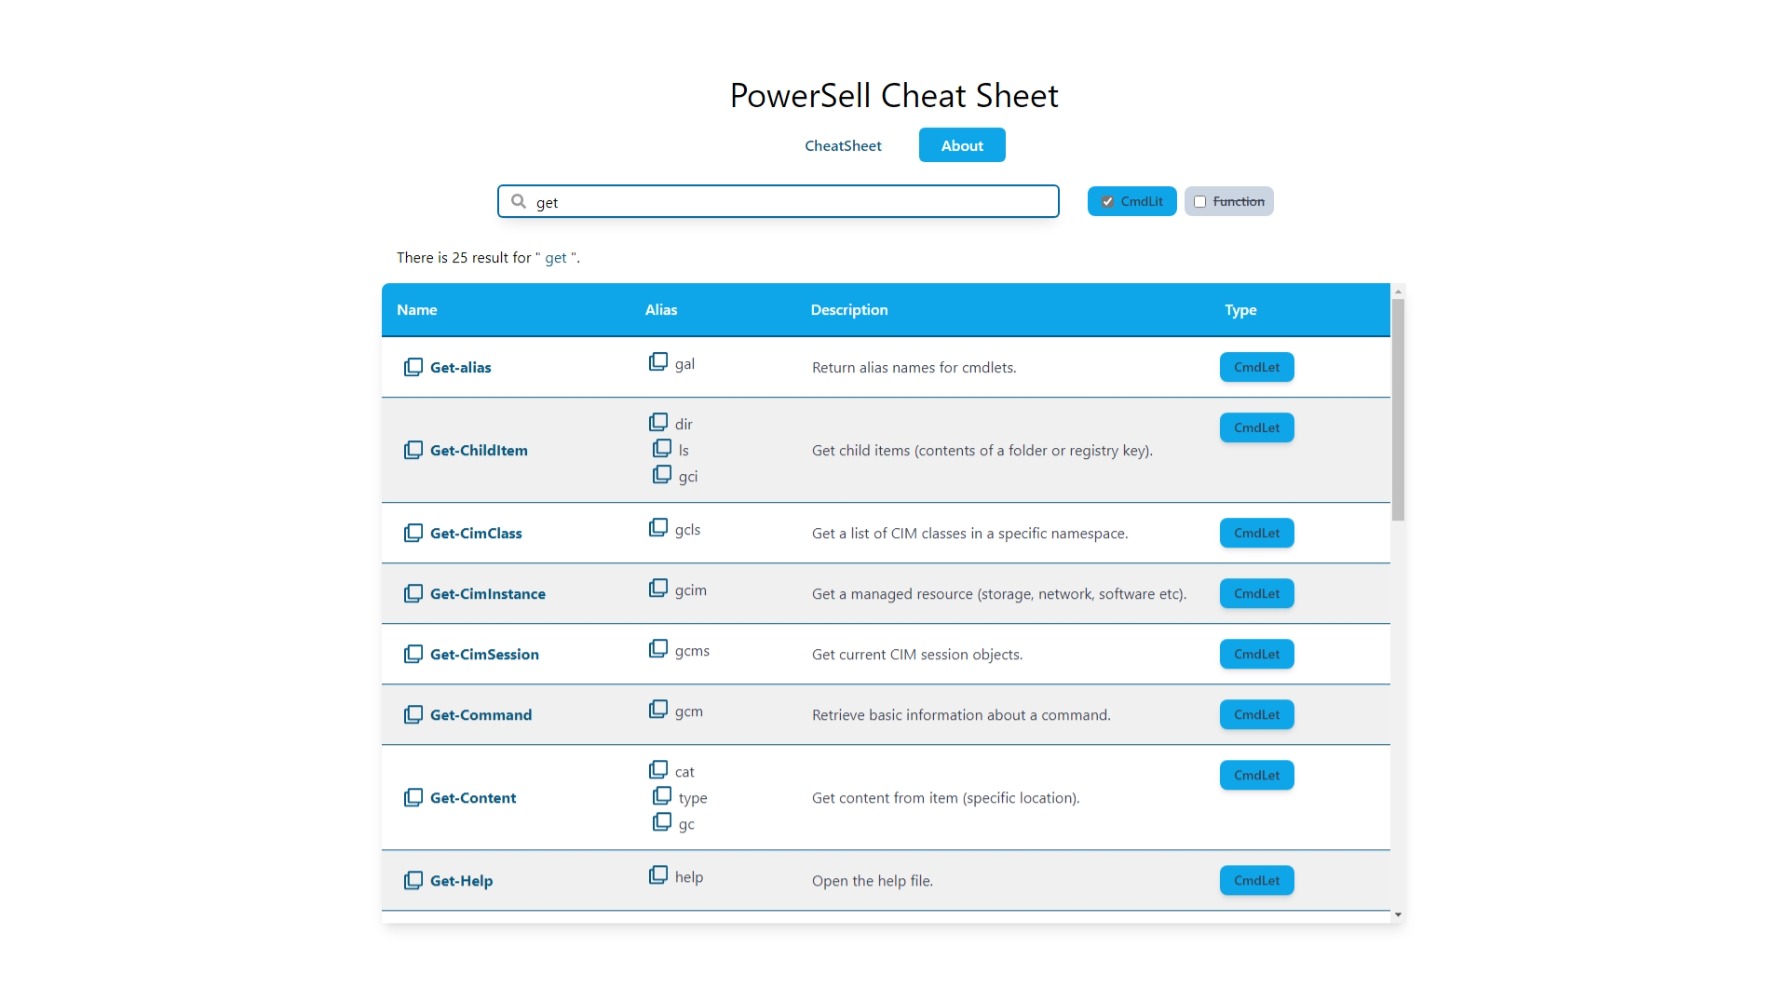 PowerSell Cheat Sheet
CheatSheet About
get CmdLit Function
There is 25 result for " get ".
Name Alias Description Type
Get-alias gal Return alias names for cmdlets. CmdLet
Get-ChildItem dir ls gci Get child items (contents of a folder or registry key). CmdLet
Get-CimClass gcls Get a list of CIM classes in a specific namespace. CmdLet
Get-CimInstance gcim Get a managed resource (storage, network, software etc). CmdLet
Get-CimSession gcms Get current CIM session objects. CmdLet
Get-Command gcm Retrieve basic information about a command. CmdLet
Get-Content cat type gc Get content from item (specific location). CmdLet
Get-Help help Open the help file. CmdLet